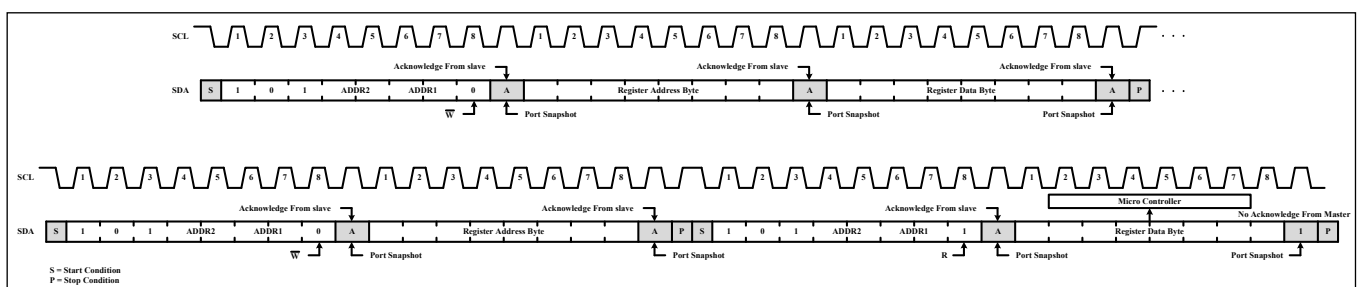 SCL 1 2 3 4 5 6 7 8 1 2 3 4 5 6 7 8 1 2 3 4 5 6 7 8 . . .
Acknowledge From slave Acknowledge From slave Acknowledge From slave
SDA S 1 0 1 ADDR2 ADDR1 0 A Register Address Byte A Register Data Byte A P . . .
W̅ Port Snapshot Port Snapshot Port Snapshot
SCL 1 2 3 4 5 6 7 8 1 2 3 4 5 6 7 8 1 2 3 4 5 6 7 8 1 2 3 4 5 6 7 8
Micro Controller
Acknowledge From slave Acknowledge From slave Acknowledge From slave No Acknowledge From Master
SDA S 1 0 1 ADDR2 ADDR1 0 A Register Address Byte A P S 1 0 1 ADDR2 ADDR1 1 A Register Data Byte 1 P
W̅ Port Snapshot Port Snapshot R Port Snapshot Port Snapshot
S = Start Condition
P = Stop Condition